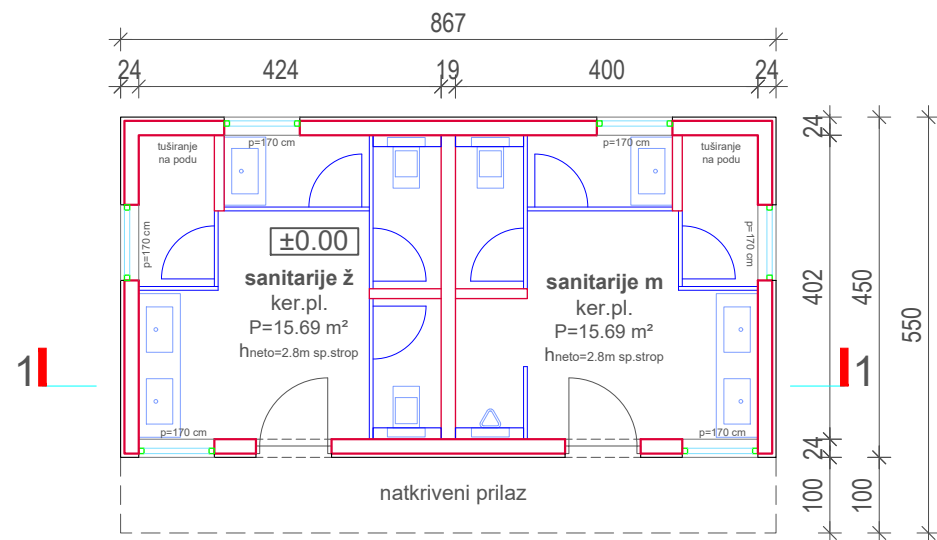 867
24 424 19 400 24
p=170 cm
p=170 cm
tuširanje
na podu
tuširanje
na podu
p=170 cm
p=170 cm
±0.00
sanitarije ž
ker.pl.
P=15.69 m²
hneto=2.8m sp.strop
sanitarije m
ker.pl.
P=15.69 m²
hneto=2.8m sp.strop
1
1
p=170 cm
p=170 cm
natkriveni prilaz
24
402
24
100
450
100
550